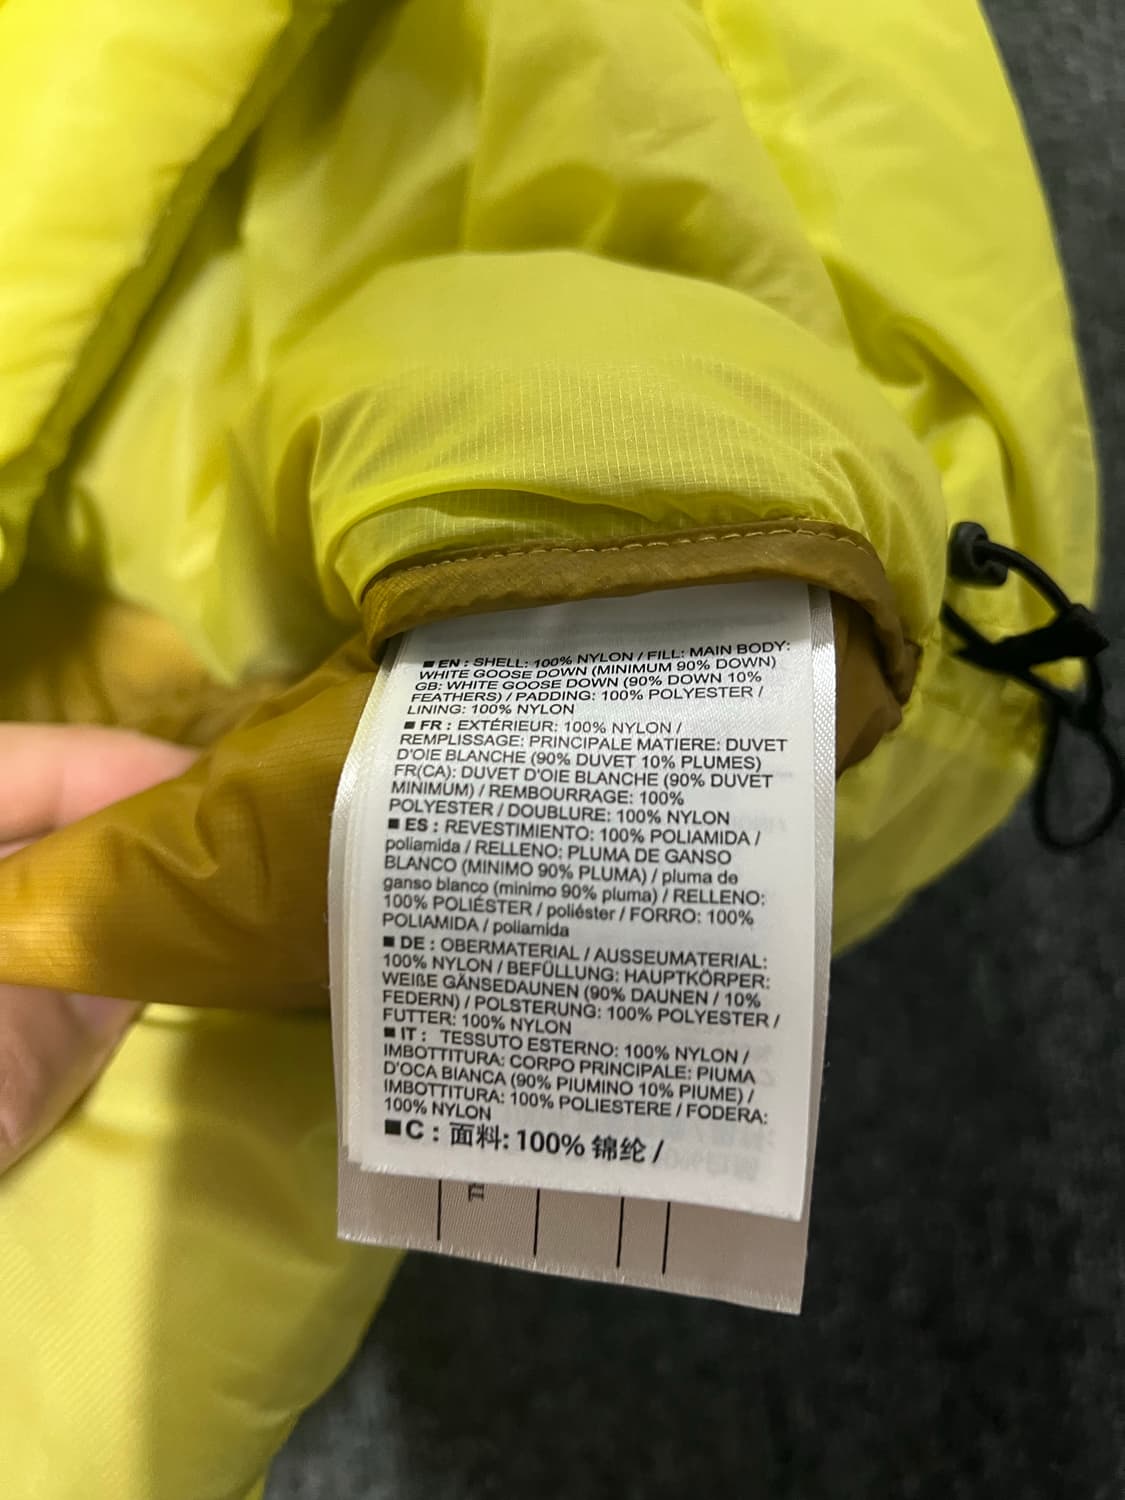 ■ EN : SHELL: 100% NYLON / FILL: MAIN BODY:
WHITE GOOSE DOWN (MINIMUM 90% DOWN)
GB: WHITE GOOSE DOWN (90% DOWN 10%
FEATHERS) / PADDING: 100% POLYESTER /
LINING: 100% NYLON
■ FR : EXTÉRIEUR: 100% NYLON /
REMPLISSAGE: PRINCIPALE MATIERE: DUVET
D'OIE BLANCHE (90% DUVET 10% PLUMES)
FR(CA): DUVET D'OIE BLANCHE (90% DUVET
MINIMUM) / REMBOURRAGE: 100%
POLYESTER / DOUBLURE: 100% NYLON
■ ES : REVESTIMIENTO: 100% POLIAMIDA /
poliamida / RELLENO: PLUMA DE GANSO
BLANCO (MINIMO 90% PLUMA) / pluma de
ganso blanco (minimo 90% pluma) / RELLENO:
100% POLIÉSTER / poliéster / FORRO: 100%
POLIAMIDA / poliamida
■ DE : OBERMATERIAL / AUSSEUMATERIAL:
100% NYLON / BEFÜLLUNG: HAUPTKÖRPER:
WEIßE GÄNSEDAUNEN (90% DAUNEN / 10%
FEDERN) / POLSTERUNG: 100% POLYESTER /
FUTTER: 100% NYLON
■ IT : TESSUTO ESTERNO: 100% NYLON /
IMBOTTITURA: CORPO PRINCIPALE: PIUMA
D'OCA BIANCA (90% PIUMINO 10% PIUME) /
IMBOTTITURA: 100% POLIESTERE / FODERA:
100% NYLON
■ C : 面料: 100% 锦纶 /